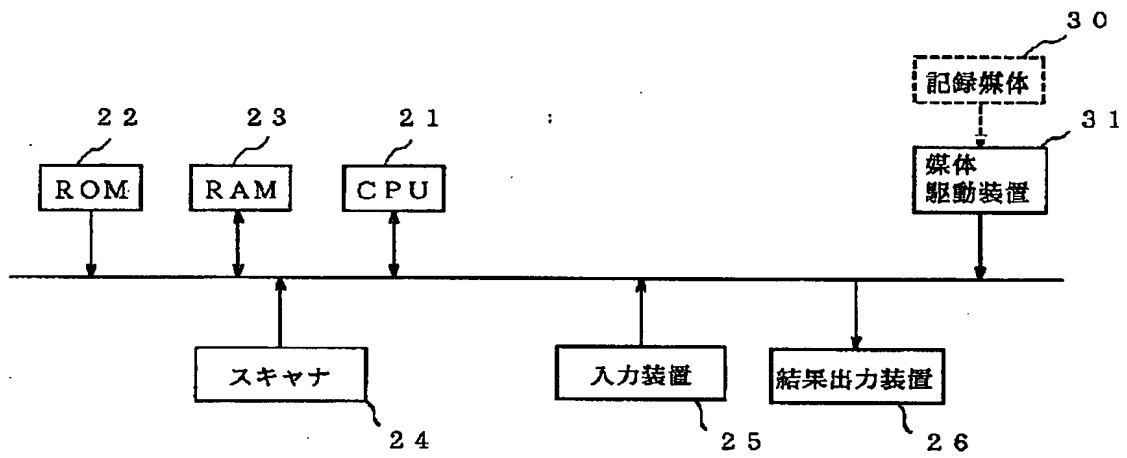 ３０
記録媒体
２２
２３
２１
３１
ROM
RAM
CPU
媒体
駆動装置
スキャナ
入力装置
結果出力装置
２４
２５
２６